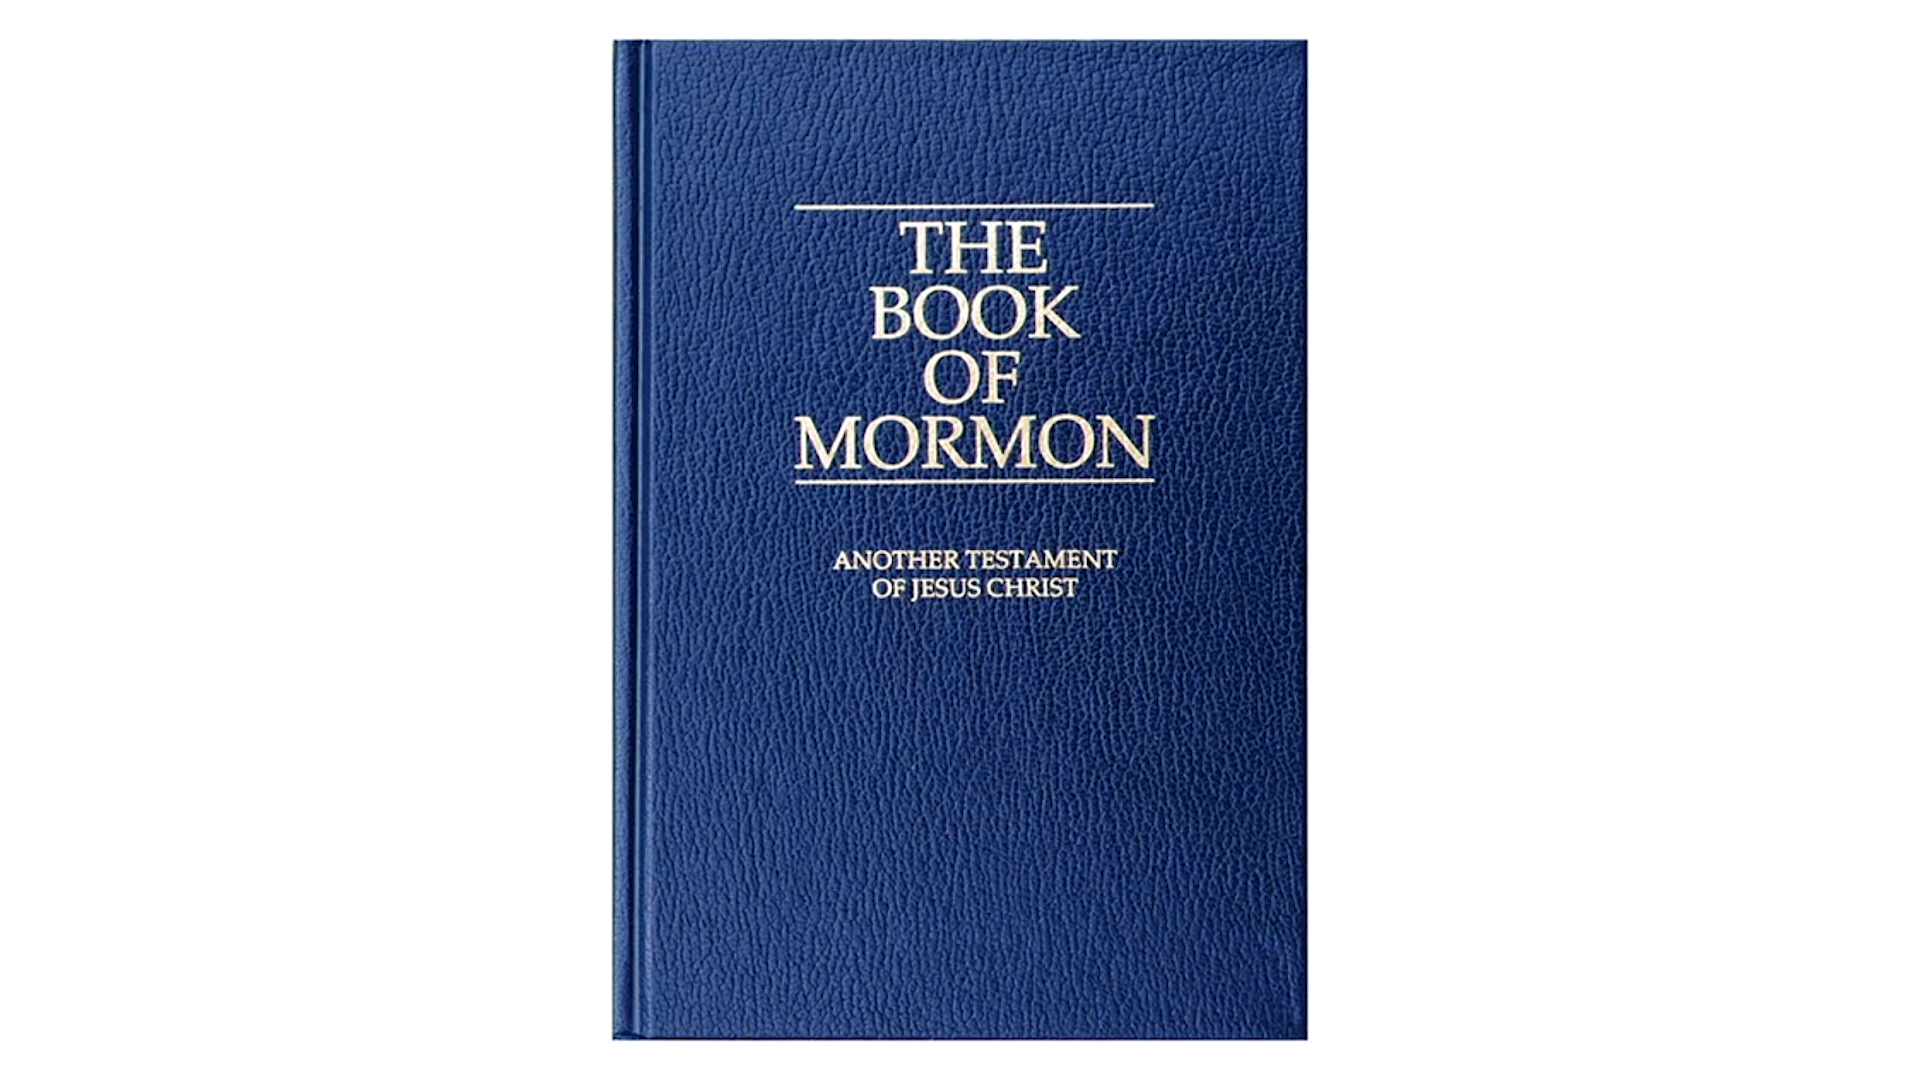 THE
BOOK
OF
MORMON
ANOTHER TESTAMENT
OF JESUS CHRIST